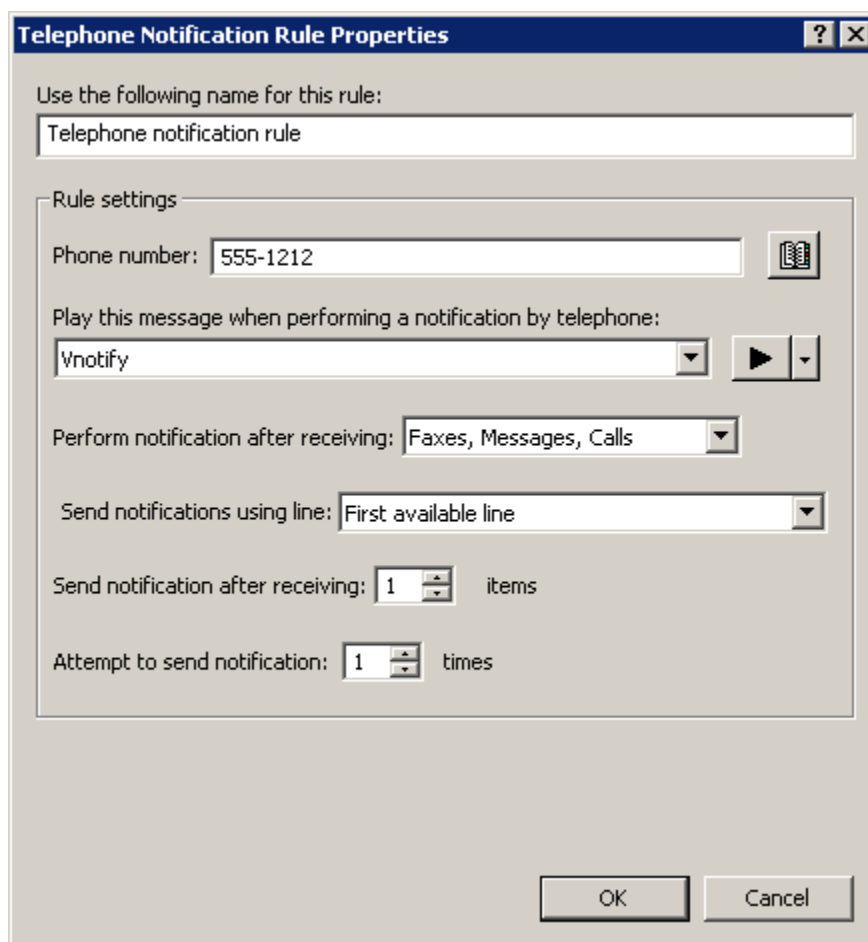 Telephone Notification Rule Properties
Use the following name for this rule:
Telephone notification rule
Rule settings
Phone number: 555-1212
Play this message when performing a notification by telephone:
Vnotify
Perform notification after receiving: Faxes, Messages, Calls
Send notifications using line: First available line
Send notification after receiving: 1 items
Attempt to send notification: 1 times
OK Cancel